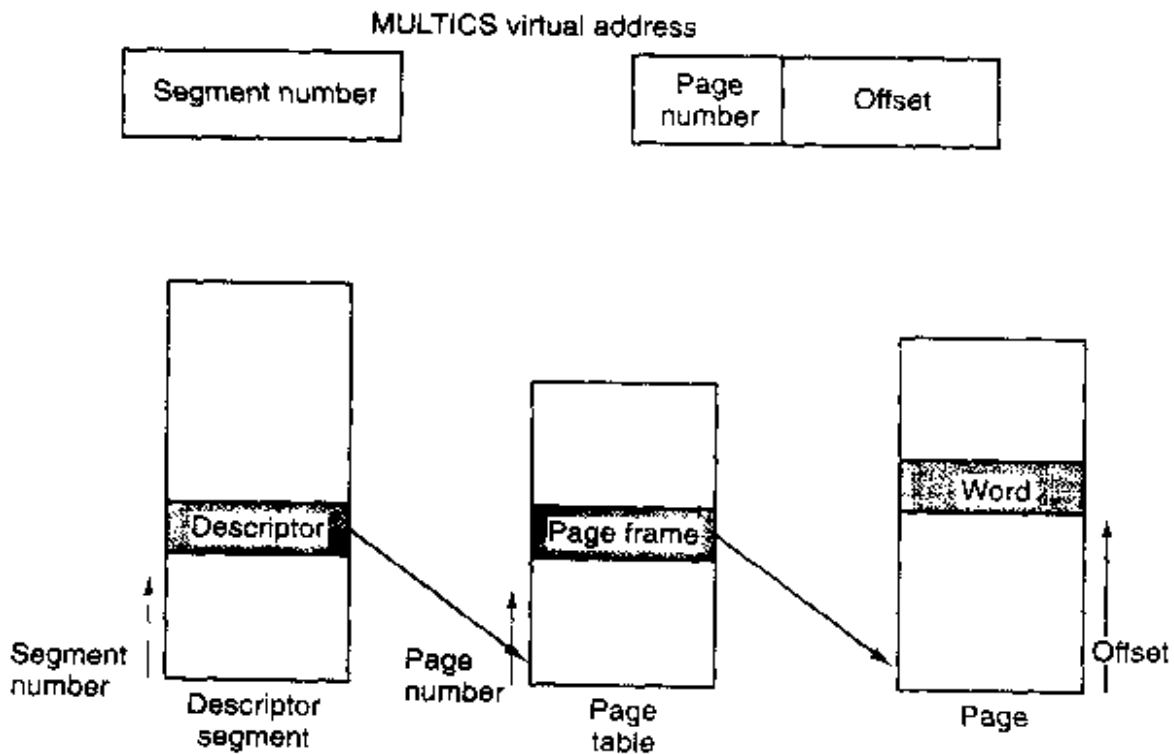 MULTICS virtual address
Segment number
Page
number
Offset
Descriptor
Page frame
Word
Segment
number
Page
number
Offset
Descriptor
segment
Page
table
Page